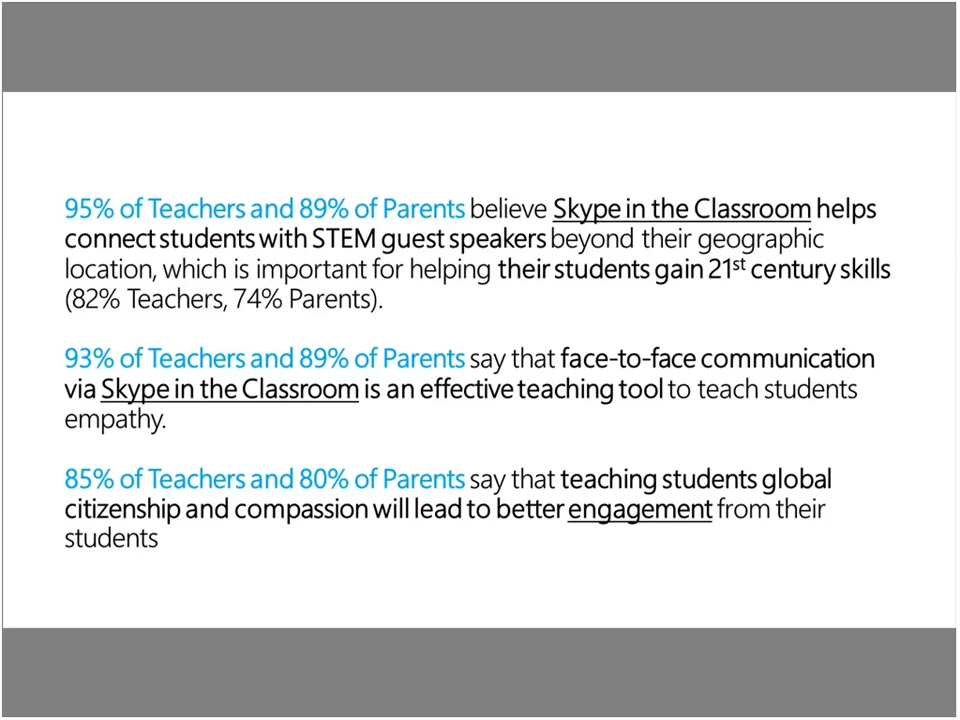 95% of Teachers and 89% of Parents believe Skype in the Classroom helps
connect students with STEM guest speakers beyond their geographic
location, which is important for helping their students gain 21st century skills
(82% Teachers, 74% Parents).
93% of Teachers and 89% of Parents say that face-to-face communication
via Skype in the Classroom is an effective teaching tool to teach students
empathy.
85% of Teachers and 80% of Parents say that teaching students global
citizenship and compassion will lead to better engagement from their
students